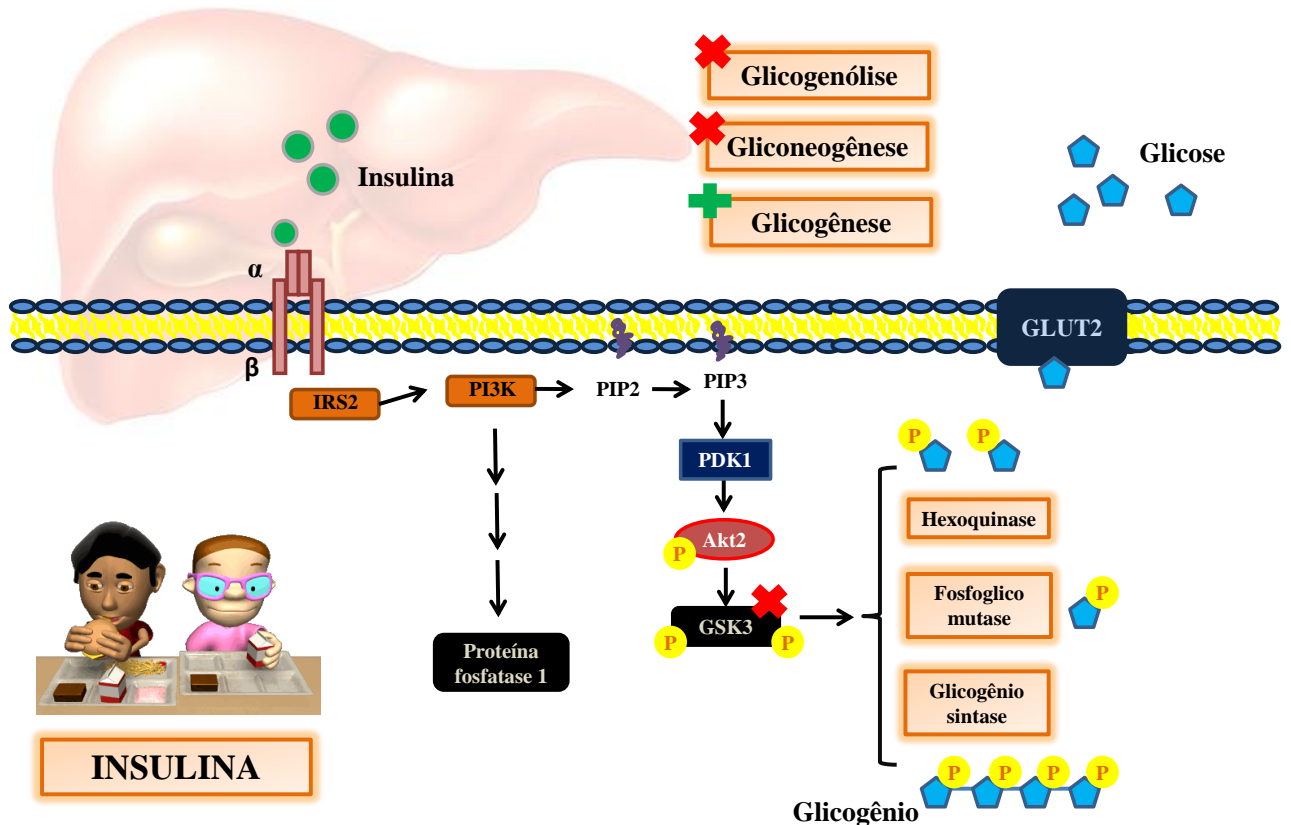 Glicogenólise
Gliconeogênese
Glicogênese
Glicose
Insulina
α
β
GLUT2
IRS2
PI3K
PIP2
PIP3
PDK1
P
Akt2
P
GSK3
P
Proteína
fosfatase 1
P
P
Hexoquinase
Fosfoglico
mutase
P
Glicogênio
sintase
P
P
P
P
Glicogênio
INSULINA